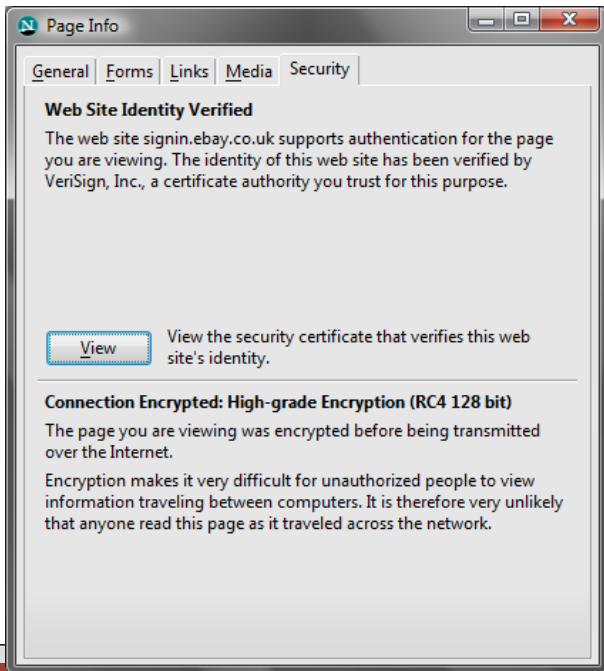 Page Info
General Forms Links Media Security
Web Site Identity Verified
The web site signin.ebay.co.uk supports authentication for the page
you are viewing. The identity of this web site has been verified by
VeriSign, Inc., a certificate authority you trust for this purpose.
View
View the security certificate that verifies this web
site's identity.
Connection Encrypted: High-grade Encryption (RC4 128 bit)
The page you are viewing was encrypted before being transmitted
over the Internet.
Encryption makes it very difficult for unauthorized people to view
information traveling between computers. It is therefore very unlikely
that anyone read this page as it traveled across the network.